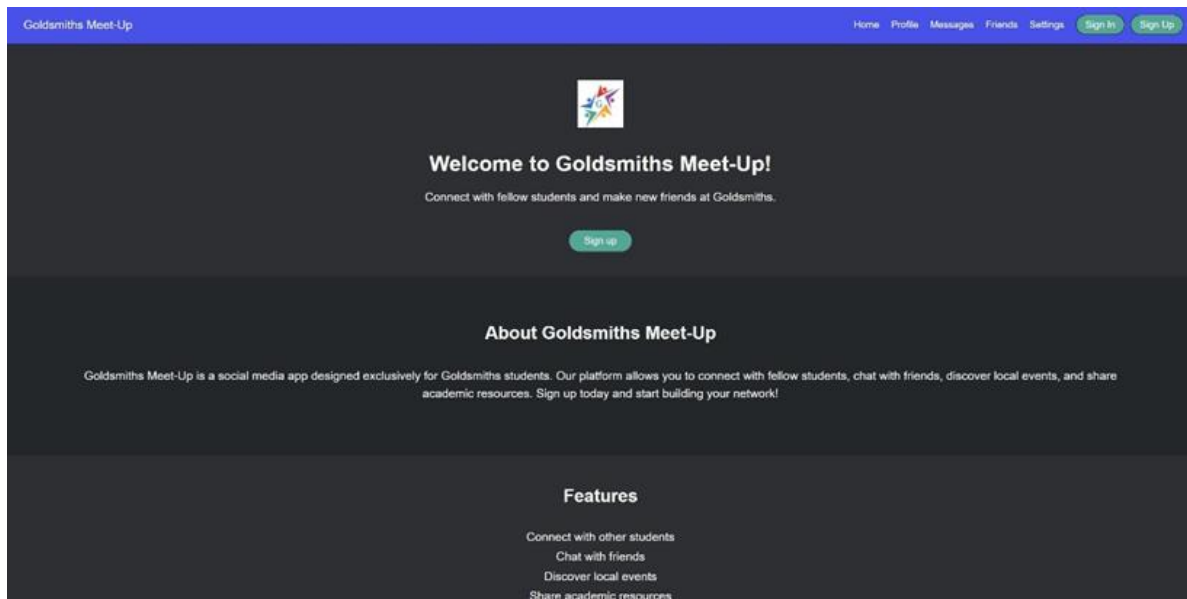 Goldsmiths Meet-Up
Home Profile Messages Friends Settings Sign In Sign Up
G
Welcome to Goldsmiths Meet-Up!
Connect with fellow students and make new friends at Goldsmiths.
Sign up
About Goldsmiths Meet-Up
Goldsmiths Meet-Up is a social media app designed exclusively for Goldsmiths students. Our platform allows you to connect with fellow students, chat with friends, discover local events, and share
academic resources. Sign up today and start building your network!
Features
Connect with other students
Chat with friends
Discover local events
Share academic resources